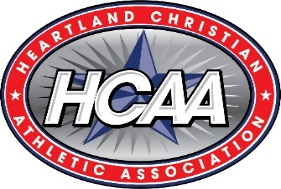 HEARTLAND CHRISTIAN
HCAA
ATHLETIC ASSOCIATION